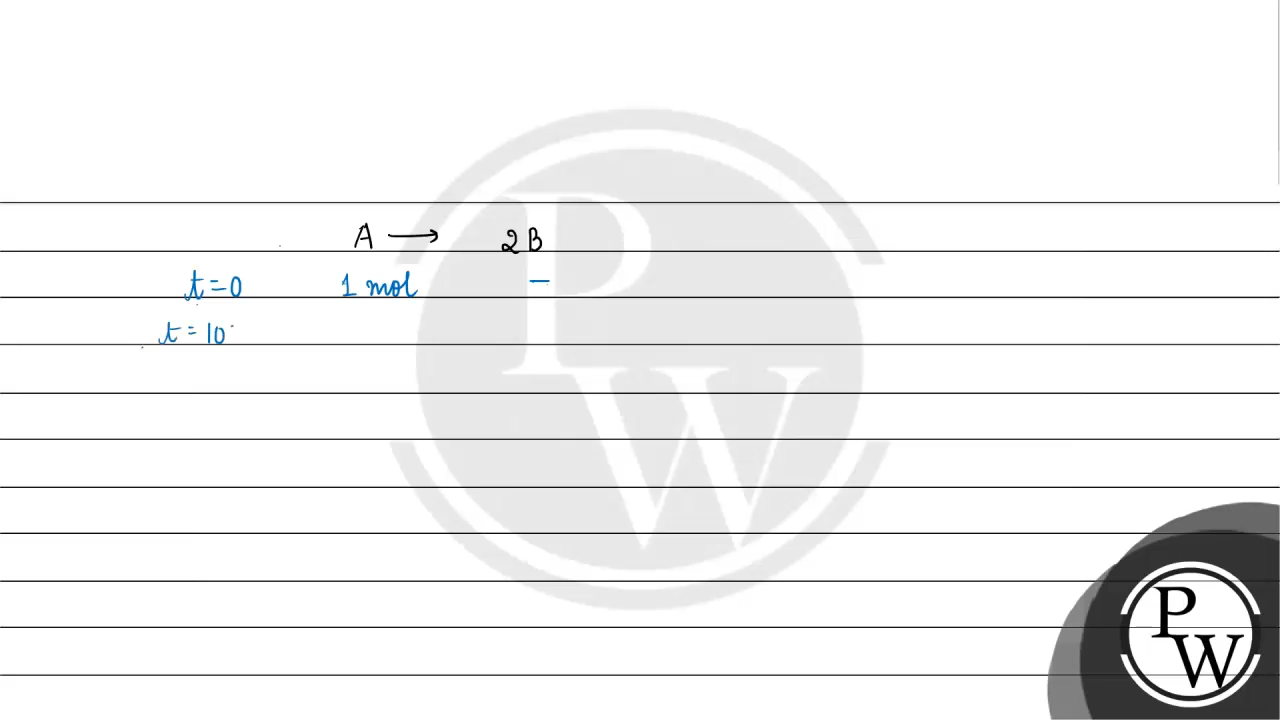 A → 2B
t=0 1 mol –
t=10
P
W
P
W